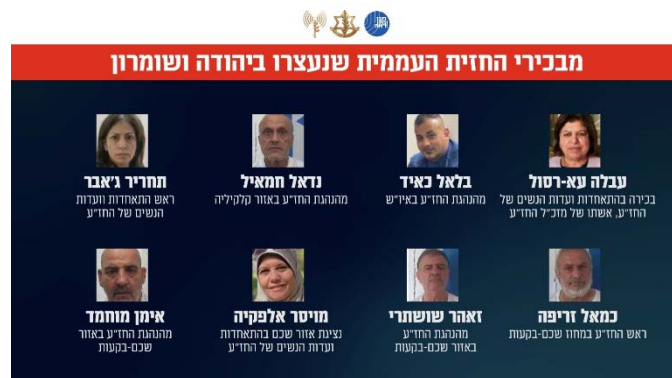 מבכירי החזית העממית שנעצרו ביהודה ושומרון
עבלה עא-רסול
בכירה בהתאחדות ועדות הנשים של
החז״ע, אשתו של מזכ״ל החז״ע
בלאל כאיד
מהנהגת החז״ע באיו״ש
נדאל חמאיל
מהנהגת החז״ע באזור קלקיליה
תחריר ג'אבר
ראש התאחדות וועדות
הנשים של החז״ע
כמאל זריפה
ראש החז״ע במחוז שכם-בקעות
זאהר שושתרי
מהנהגת החז״ע
באזור שכם-בקעות
מויסר אלפקיה
נציגת אזור שכם בהתאחדות
ועדות הנשים של החז״ע
אימן מוחמד
מהנהגת החז״ע באזור
שכם-בקעות